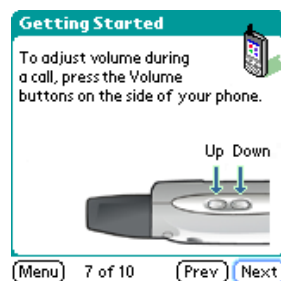 Getting Started
To adjust volume during
a call, press the Volume
buttons on the side of your phone.
Up Down
Menu 7 of 10 Prev Next